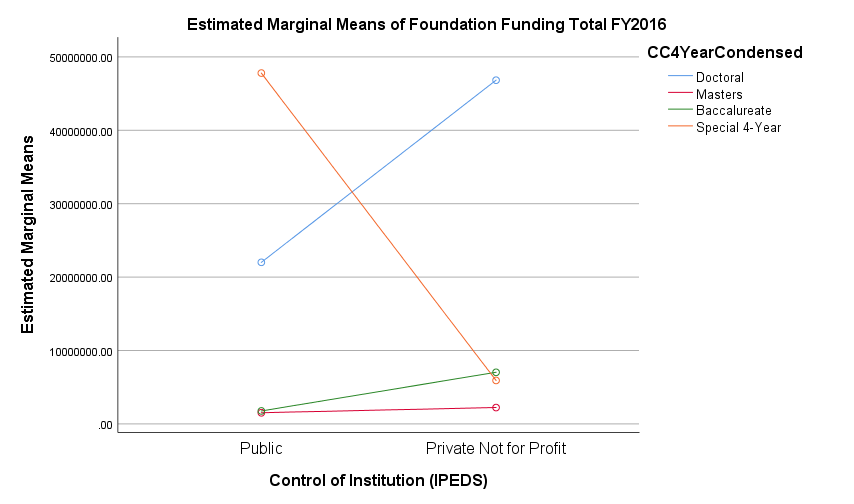 Estimated Marginal Means of Foundation Funding Total FY2016
CC4YearCondensed
Doctoral
Masters
Baccalureate
Special 4-Year
Estimated Marginal Means
50000000.00
40000000.00
30000000.00
20000000.00
10000000.00
.00
Public
Private Not for Profit
Control of Institution (IPEDS)